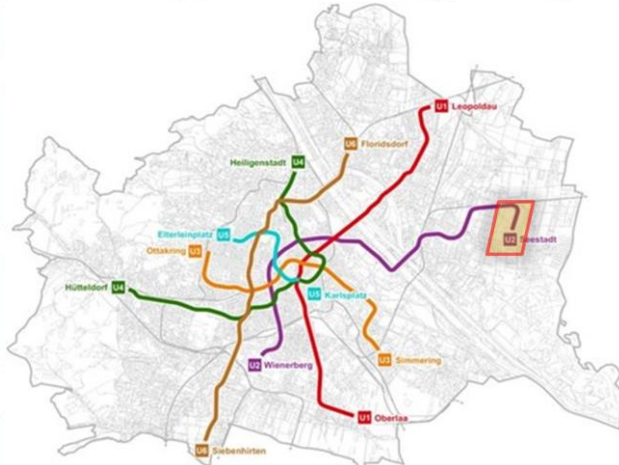 U1 Leopoldau
U6 Floridsdorf
Heiligenstadt U4
Elterleinplatz U5
U2 Seestadt
Ottakring U3
Hütteldorf U4
U5 Karlsplatz
U3 Simmering
U2 Wienerberg
U1 Oberlaa
U6 Siebenhirten